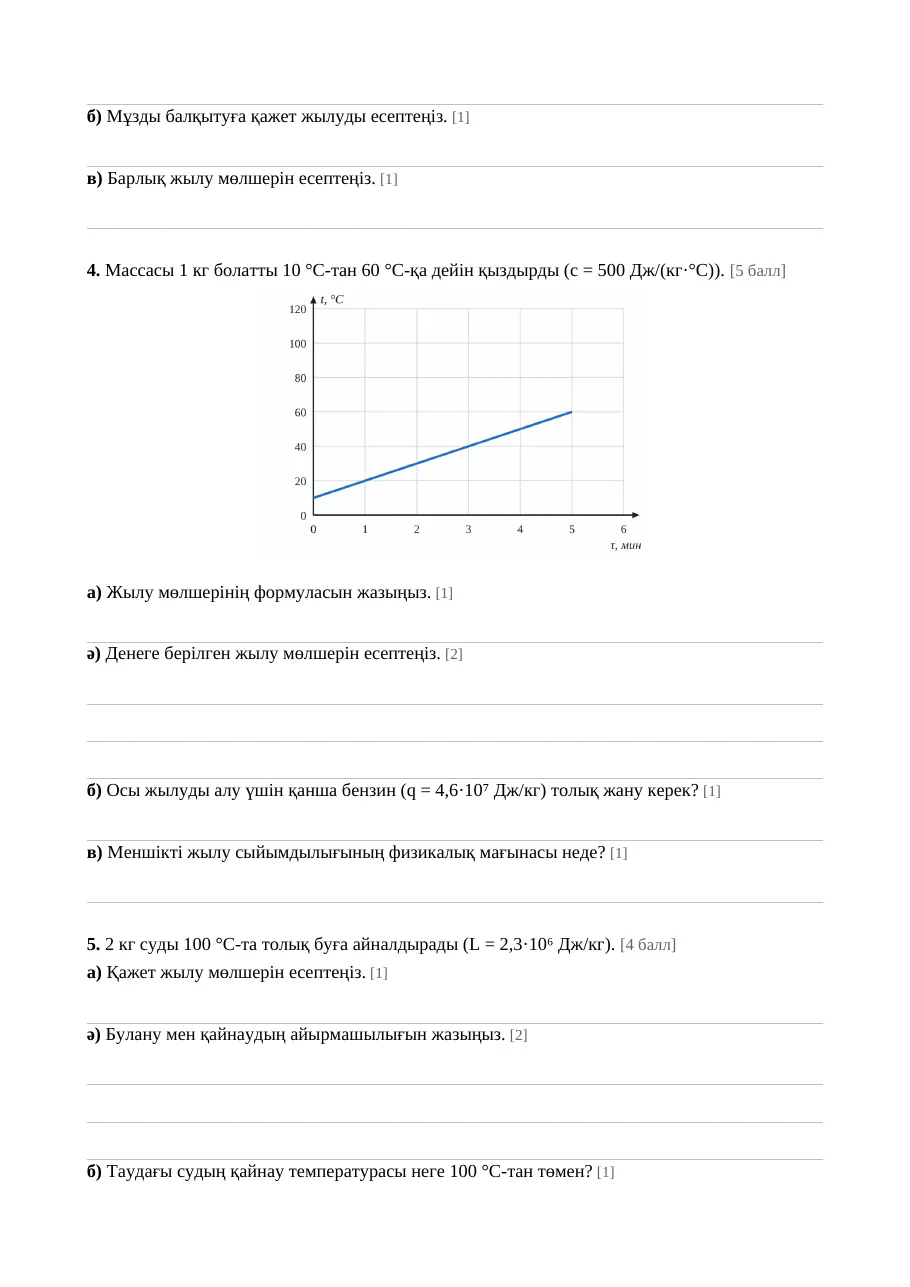 б) Мұзды балқытуға қажет жылуды есептеңіз. [1]
в) Барлық жылу мөлшерін есептеңіз. [1]
4. Массасы 1 кг болатты 10 °C-тан 60 °C-қа дейін қыздырды (c = 500 Дж/(кг·°C)). [5 балл]
t, °C
120
100
80
60
40
20
0
0 1 2 3 4 5 6
τ, мин
а) Жылу мөлшерінің формуласын жазыңыз. [1]
ә) Денеге берілген жылу мөлшерін есептеңіз. [2]
б) Осы жылуды алу үшін қанша бензин (q = 4,6·10⁷ Дж/кг) толық жану керек? [1]
в) Меншікті жылу сыйымдылығының физикалық мағынасы неде? [1]
5. 2 кг суды 100 °C-та толық буға айналдырады (L = 2,3·10⁶ Дж/кг). [4 балл]
а) Қажет жылу мөлшерін есептеңіз. [1]
ә) Булану мен қайнаудың айырмашылығын жазыңыз. [2]
б) Таудағы судың қайнау температурасы неге 100 °C-тан төмен? [1]